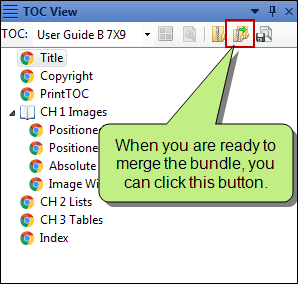 TOC View
TOC: User Guide B 7X9
Title
Copyright
PrintTOC
CH 1 Images
Positione
Positione
Absolute
Image Wi
CH 2 Lists
CH 3 Tables
Index
When you are ready to
merge the bundle, you
can click this button.